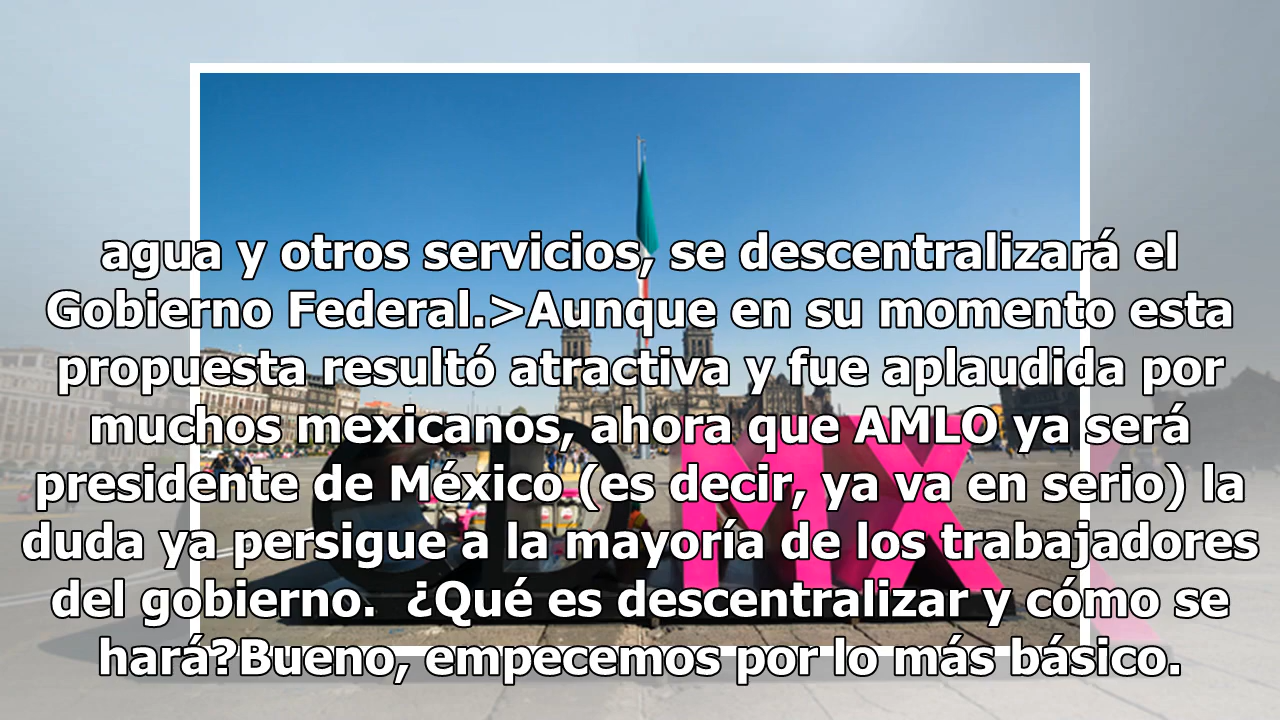 agua y otros servicios, se descentralizará el
Gobierno Federal.>Aunque en su momento esta
propuesta resultó atractiva y fue aplaudida por
muchos mexicanos, ahora que AMLO ya será
presidente de México (es decir, ya va en serio) la
duda ya persigue a la mayoría de los trabajadores
del gobierno.  ¿Qué es descentralizar y cómo se
hará?Bueno, empecemos por lo más básico.
CDMX